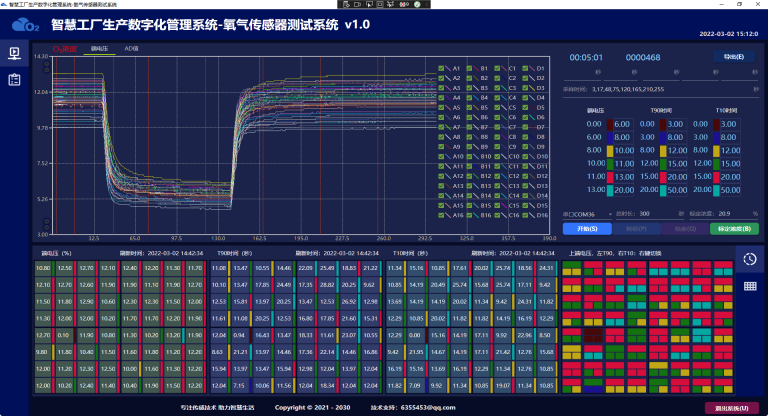 智慧工厂生产数字化管理系统-氧气传感器测试系统
O₂ 智慧工厂生产数字化管理系统-氧气传感器测试系统 v1.0
2022-03-02 15:12:0
O₂浓度 氧电压 AD值
14.30
12.04
9.78
7.52
5.26
3.00
32.5 65.0 97.5 130.0 162.5 195.0 227.5 260.0 292.5 325.0 357.5 390.0
A1 B1 C1 D1
A2 B2 C2 D2
A3 B3 C3 D3
A4 B4 C4 D4
A5 B5 C5 D5
A6 B6 C6 D6
A7 B7 C7 D7
A8 B8 C8 D8
A9 B9 C9 D9
A10 B10 C10 D10
A11 B11 C11 D11
A12 B12 C12 D12
A13 B13 C13 D13
A14 B14 C14 D14
A15 B15 C15 D15
A16 B16 C16 D16
00:05:01 0000468 导出(E)
秒 秒 秒 秒 秒
采样时间: 3,17,48,75,120,165,210,255 秒
氧电压 T90时间 T10时间
0.00 6.00 0.00 3.00 0.00 3.00
6.00 8.00 3.00 8.00 3.00 8.00
8.00 10.00 8.00 12.00 8.00 12.00
10.00 11.00 12.00 15.00 12.00 15.00
11.00 13.00 15.00 20.00 15.00 20.00
13.00 20.00 20.00 50.00 20.00 50.00
串口COM36 总时长: 300 秒 标定浓度: 20.9 %
开始(S) 标定浓度(B)
氧电压 (%) 刷新时间: 2022-03-02 14:42:34 T90时间 (秒) 刷新时间: 2022-03-02 14:42:34 T10时间 (秒) 刷新时间: 2022-03-02 14:42:34 上氧电压, 左T90, 右T10: 右键切换
10.80 12.50 12.70 12.10 12.40 12.20 11.30 11.70 11.08 13.47 10.55 14.46 22.09 25.49 18.83 21.22 11.34 15.16 10.85 17.61 20.02 25.74 18.56 24.31
12.10 12.70 12.60 11.90 11.90 11.90 11.30 11.90 10.10 13.47 17.85 24.49 17.35 28.82 20.25 9.62 10.85 14.19 20.49 25.74 15.68 25.74 17.11 9.42
11.50 11.80 12.90 10.60 12.30 12.30 11.50 12.00 12.53 15.81 13.97 20.25 13.47 12.53 26.92 12.98 13.69 14.19 14.19 20.02 11.34 9.42 24.31 11.82
11.30 12.00 12.00 10.20 11.70 11.30 11.30 11.30 11.61 11.08 20.25 12.53 16.80 17.85 21.60 15.31 12.29 10.85 20.02 11.82 11.82 14.19 16.19 12.29
12.70 0.10 11.90 10.80 11.30 10.20 13.20 11.90 12.04 0.94 16.43 13.47 18.33 11.61 23.07 10.55 12.29 0.00 15.16 14.19 17.11 9.92 22.96 8.50
9.80 11.80 10.40 11.50 11.60 11.80 11.20 12.20 8.63 21.21 13.97 14.46 17.36 22.14 14.46 16.86 9.42 21.95 14.67 14.19 17.11 21.42 12.76 15.68
12.00 11.20 12.30 12.50 10.00 11.60 11.30 12.20 15.94 13.97 13.47 15.94 12.98 12.04 13.97 12.04 16.19 15.16 13.69 16.19 12.29 11.34 12.76 10.85
12.00 10.20 12.40 12.40 11.40 10.20 12.50 12.00 12.04 7.15 10.06 11.56 12.04 18.34 12.04 12.04 11.82 7.09 9.92 11.34 10.85 19.07 11.34 10.85
专注传感技术 助力智慧生活 Copyright © 2021 - 2030 技术支持: 6355453@qq.com 退出系统(U)